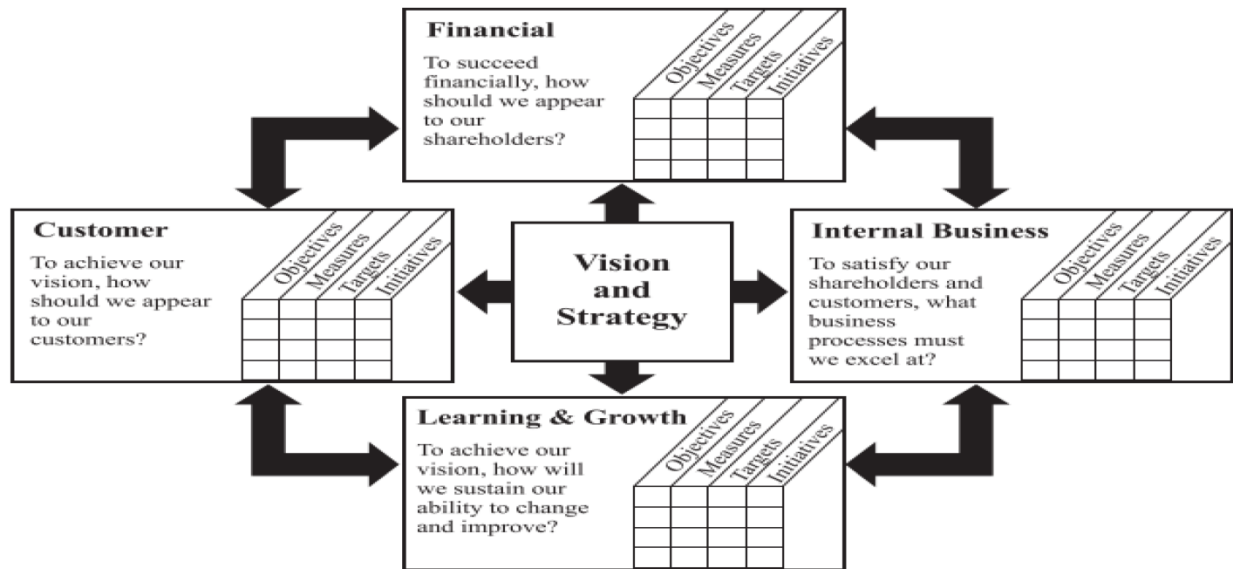 Financial
To succeed
financially, how
should we appear
to our
shareholders?
Objectives
Measures
Targets
Initiatives
Customer
To achieve our
vision, how
should we appear
to our
customers?
Objectives
Measures
Targets
Initiatives
Vision
and
Strategy
Internal Business
To satisfy our
shareholders and
customers, what
business
processes must
we excel at?
Objectives
Measures
Targets
Initiatives
Learning & Growth
To achieve our
vision, how will
we sustain our
ability to change
and improve?
Objectives
Measures
Targets
Initiatives